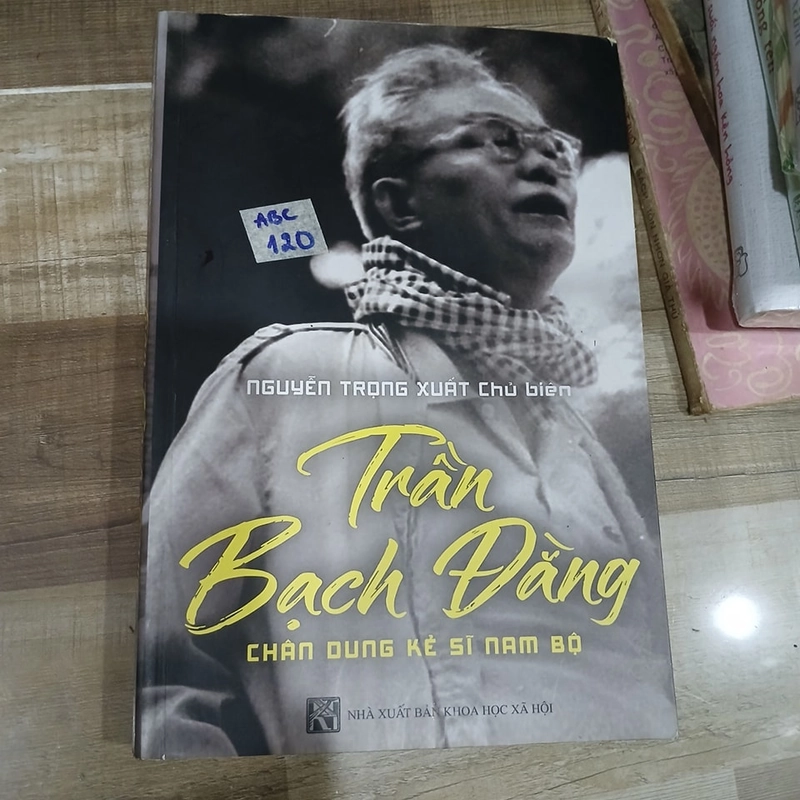 ABC
120
NGUYỄN TRỌNG XUẤT Chủ biên
Trần
Bạch Đằng
CHÂN DUNG KẺ SĨ NAM BỘ
NHÀ XUẤT BẢN KHOA HỌC XÃ HỘI